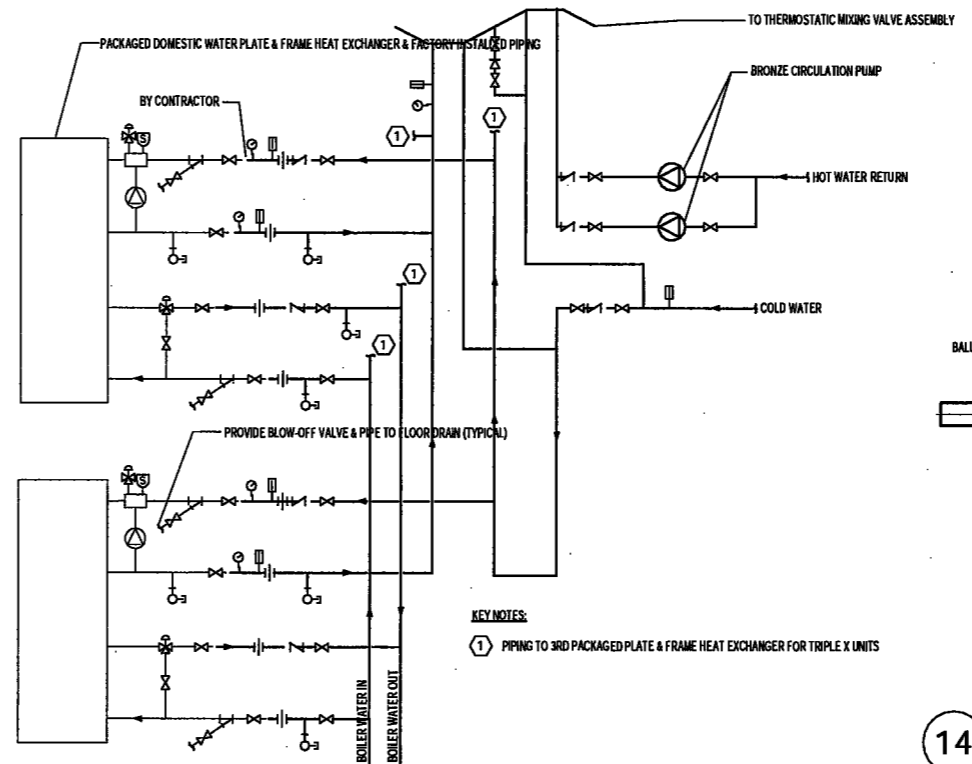 TO THERMOSTATIC MIXING VALVE ASSEMBLY
PACKAGED DOMESTIC WATER PLATE & FRAME HEAT EXCHANGER & FACTORY INSTALLED PIPING
BRONZE CIRCULATION PUMP
BY CONTRACTOR
1
S
HOT WATER RETURN
1
1
COLD WATER
1
BALL
PROVIDE BLOW-OFF VALVE & PIPE TO FLOOR DRAIN (TYPICAL)
S
KEY NOTES:
1 PIPING TO 3RD PACKAGED PLATE & FRAME HEAT EXCHANGER FOR TRIPLE X UNITS
BOILER WATER IN
BOILER WATER OUT
14